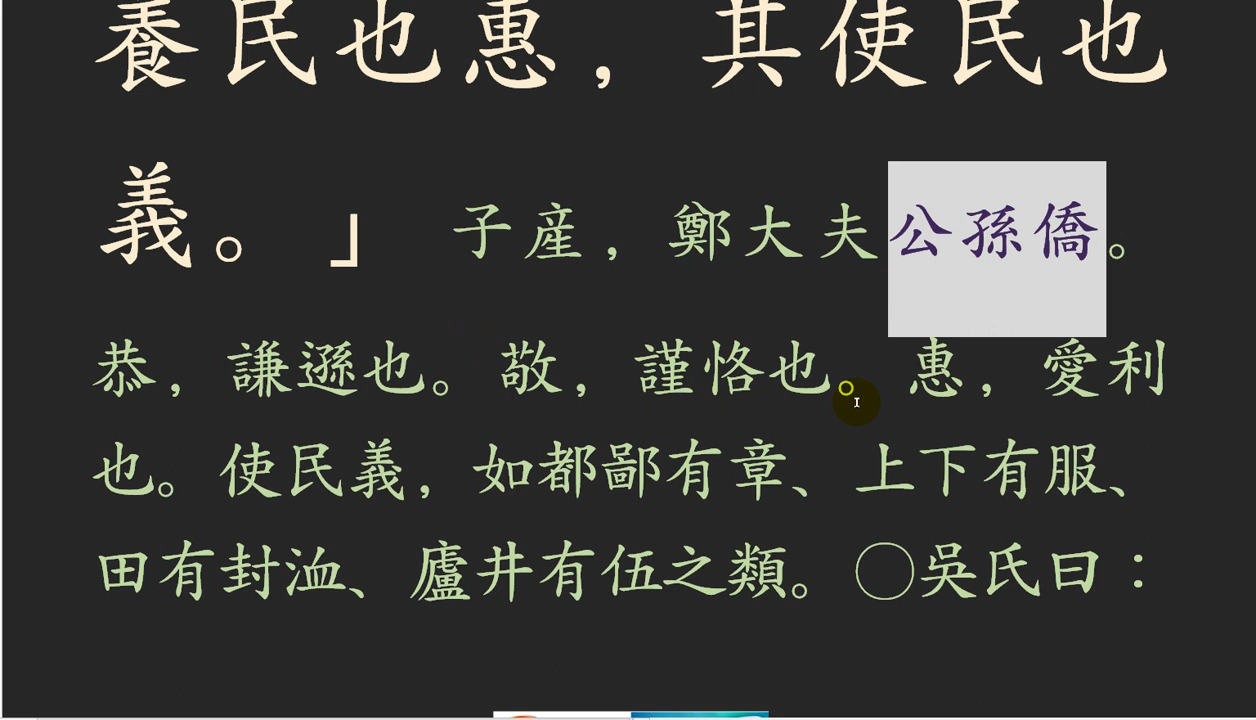 養民也惠，其使民也
義。」 子産，鄭大夫公孫僑。
恭，謙遜也。敬，謹恪也。惠，愛利
也。使民義，如都鄙有章、上下有服、
田有封洫、廬井有伍之類。〇吳氏曰：